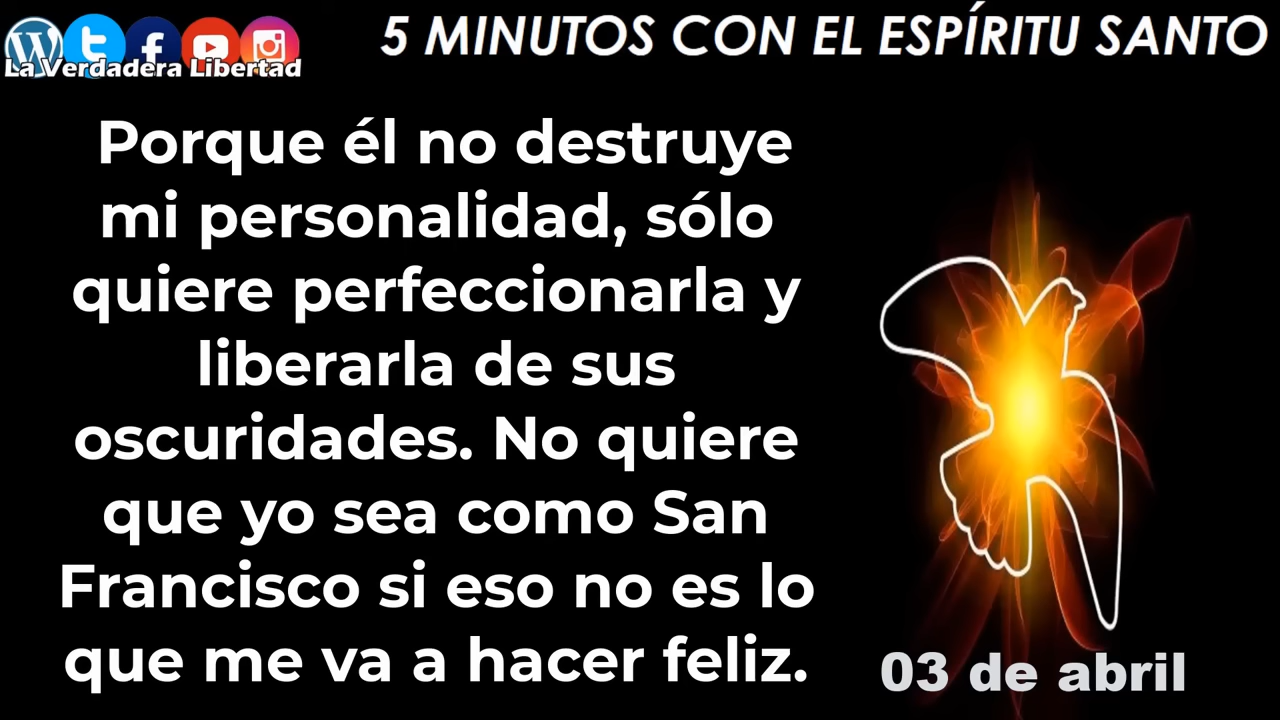 La Verdadera Libertad
5 MINUTOS CON EL ESPÍRITU SANTO
Porque él no destruye
mi personalidad, sólo
quiere perfeccionarla y
liberarla de sus
oscuridades. No quiere
que yo sea como San
Francisco si eso no es lo
que me va a hacer feliz.
03 de abril